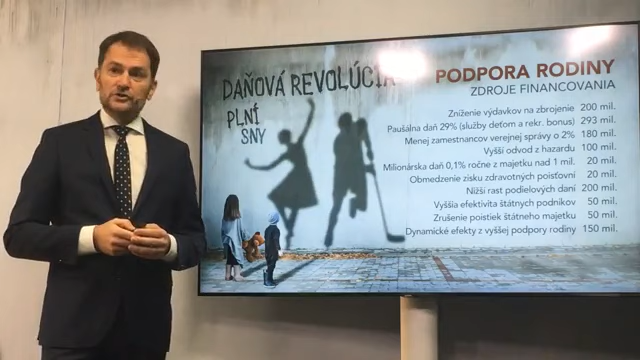 DAŇOVÁ REVOLÚCIA
PLNÍ
SNY
PODPORA RODINY
ZDROJE FINANCOVANIA
Zníženie výdavkov na zbrojenie 200 mil.
Paušálna daň 29% (služby deťom a rekr. bonus) 293 mil.
Menej zamestnancov verejnej správy o 2% 180 mil.
Vyšší odvod z hazardu 100 mil.
Milionárska daň 0,1% ročne z majetku nad 1 mil. 20 mil.
Obmedzenie zisku zdravotných poisťovní 20 mil.
Nižší rast podielových daní 200 mil.
Vyššia efektivita štátnych podnikov 50 mil.
Zrušenie poistiek štátneho majetku 50 mil.
Dynamické efekty z vyššej podpory rodiny 150 mil.